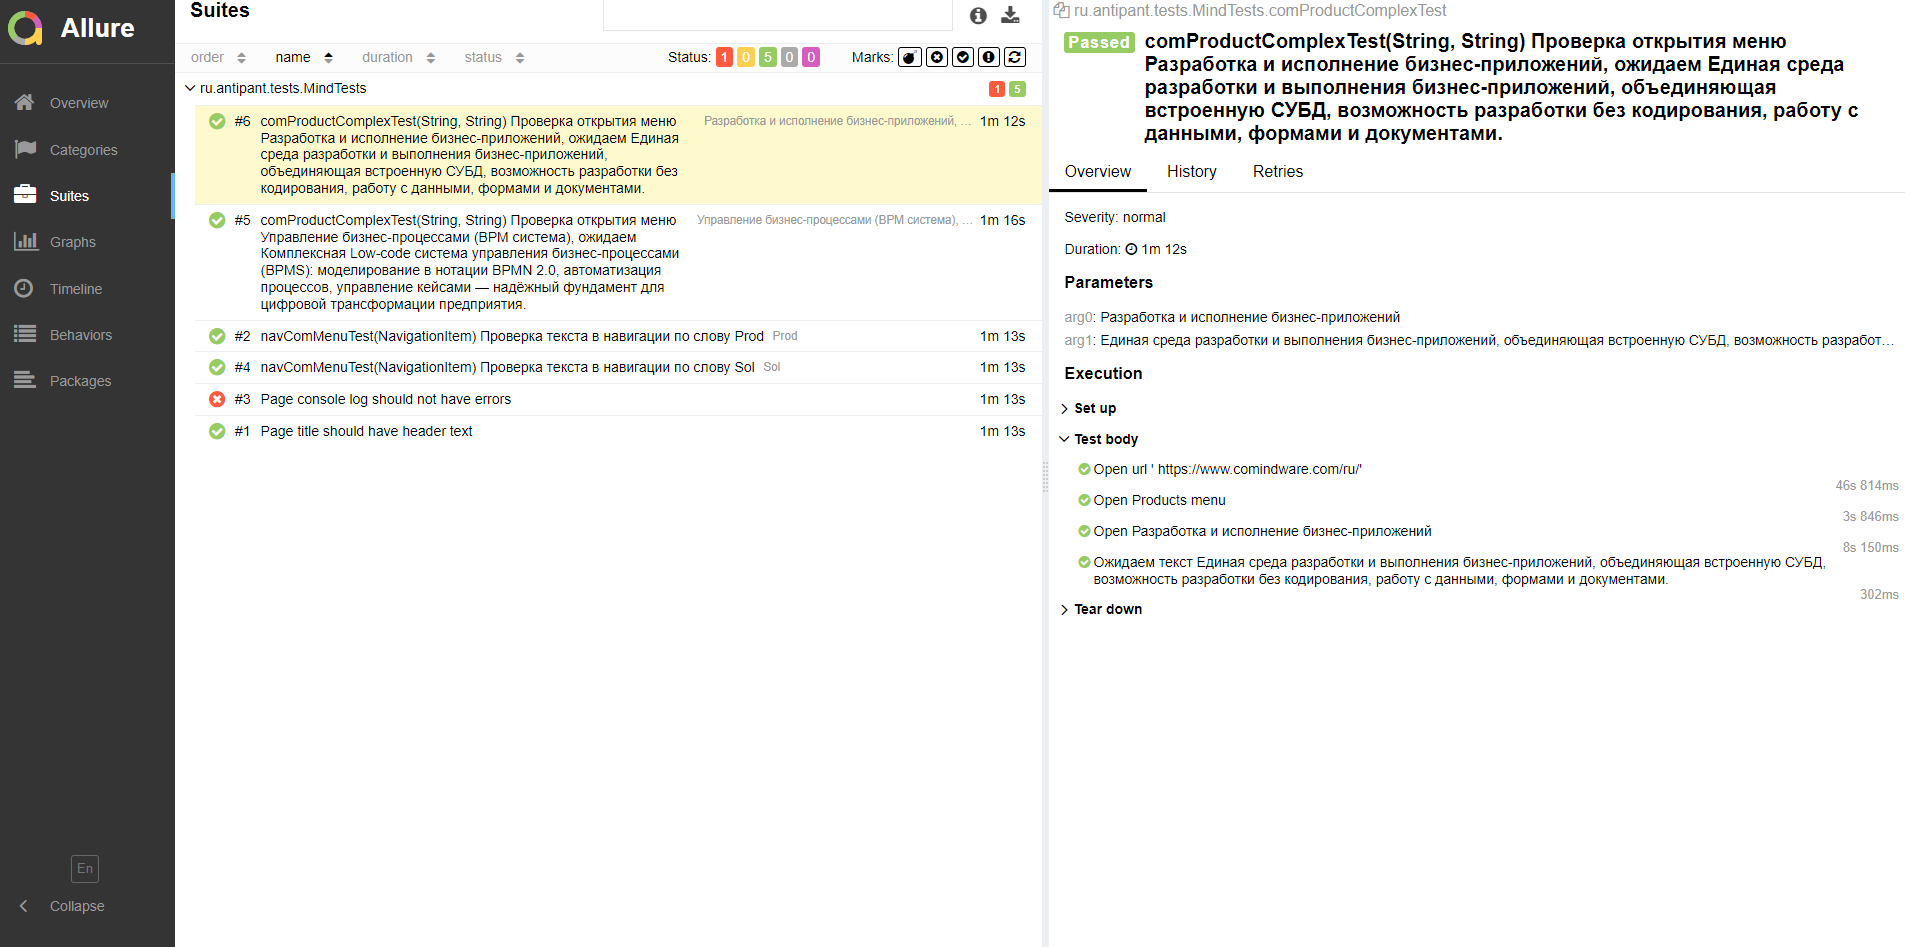 Allure
Overview
Categories
Suites
Graphs
Timeline
Behaviors
Packages
En
Collapse
Suites
order name duration status Status: 1 0 5 0 0 Marks:
ru.antipant.tests.MindTests 1 5
#6 comProductComplexTest(String, String) Проверка открытия меню Разработка и исполнение бизнес-приложений, ... 1m 12s
Разработка и исполнение бизнес-приложений, ожидаем Единая
среда разработки и выполнения бизнес-приложений,
объединяющая встроенную СУБД, возможность разработки без
кодирования, работу с данными, формами и документами.
#5 comProductComplexTest(String, String) Проверка открытия меню Управление бизнес-процессами (BPM система), ... 1m 16s
Управление бизнес-процессами (BPM система), ожидаем
Комплексная Low-code система управления бизнес-процессами
(BPMS): моделирование в нотации BPMN 2.0, автоматизация
процессов, управление кейсами — надёжный фундамент для
цифровой трансформации предприятия.
#2 navComMenuTest(NavigationItem) Проверка текста в навигации по слову Prod Prod 1m 13s
#4 navComMenuTest(NavigationItem) Проверка текста в навигации по слову Sol Sol 1m 13s
#3 Page console log should not have errors 1m 13s
#1 Page title should have header text 1m 13s
ru.antipant.tests.MindTests.comProductComplexTest
Passed comProductComplexTest(String, String) Проверка открытия меню
Разработка и исполнение бизнес-приложений, ожидаем Единая среда
разработки и выполнения бизнес-приложений, объединяющая
встроенную СУБД, возможность разработки без кодирования, работу с
данными, формами и документами.
Overview History Retries
Severity: normal
Duration: 1m 12s
Parameters
arg0: Разработка и исполнение бизнес-приложений
arg1: Единая среда разработки и выполнения бизнес-приложений, объединяющая встроенную СУБД, возможность разработ...
Execution
Set up
Test body
Open url ' https://www.comindware.com/ru/'
46s 814ms
Open Products menu
3s 846ms
Open Разработка и исполнение бизнес-приложений
8s 150ms
Ожидаем текст Единая среда разработки и выполнения бизнес-приложений, объединяющая встроенную СУБД,
возможность разработки без кодирования, работу с данными, формами и документами.
302ms
Tear down